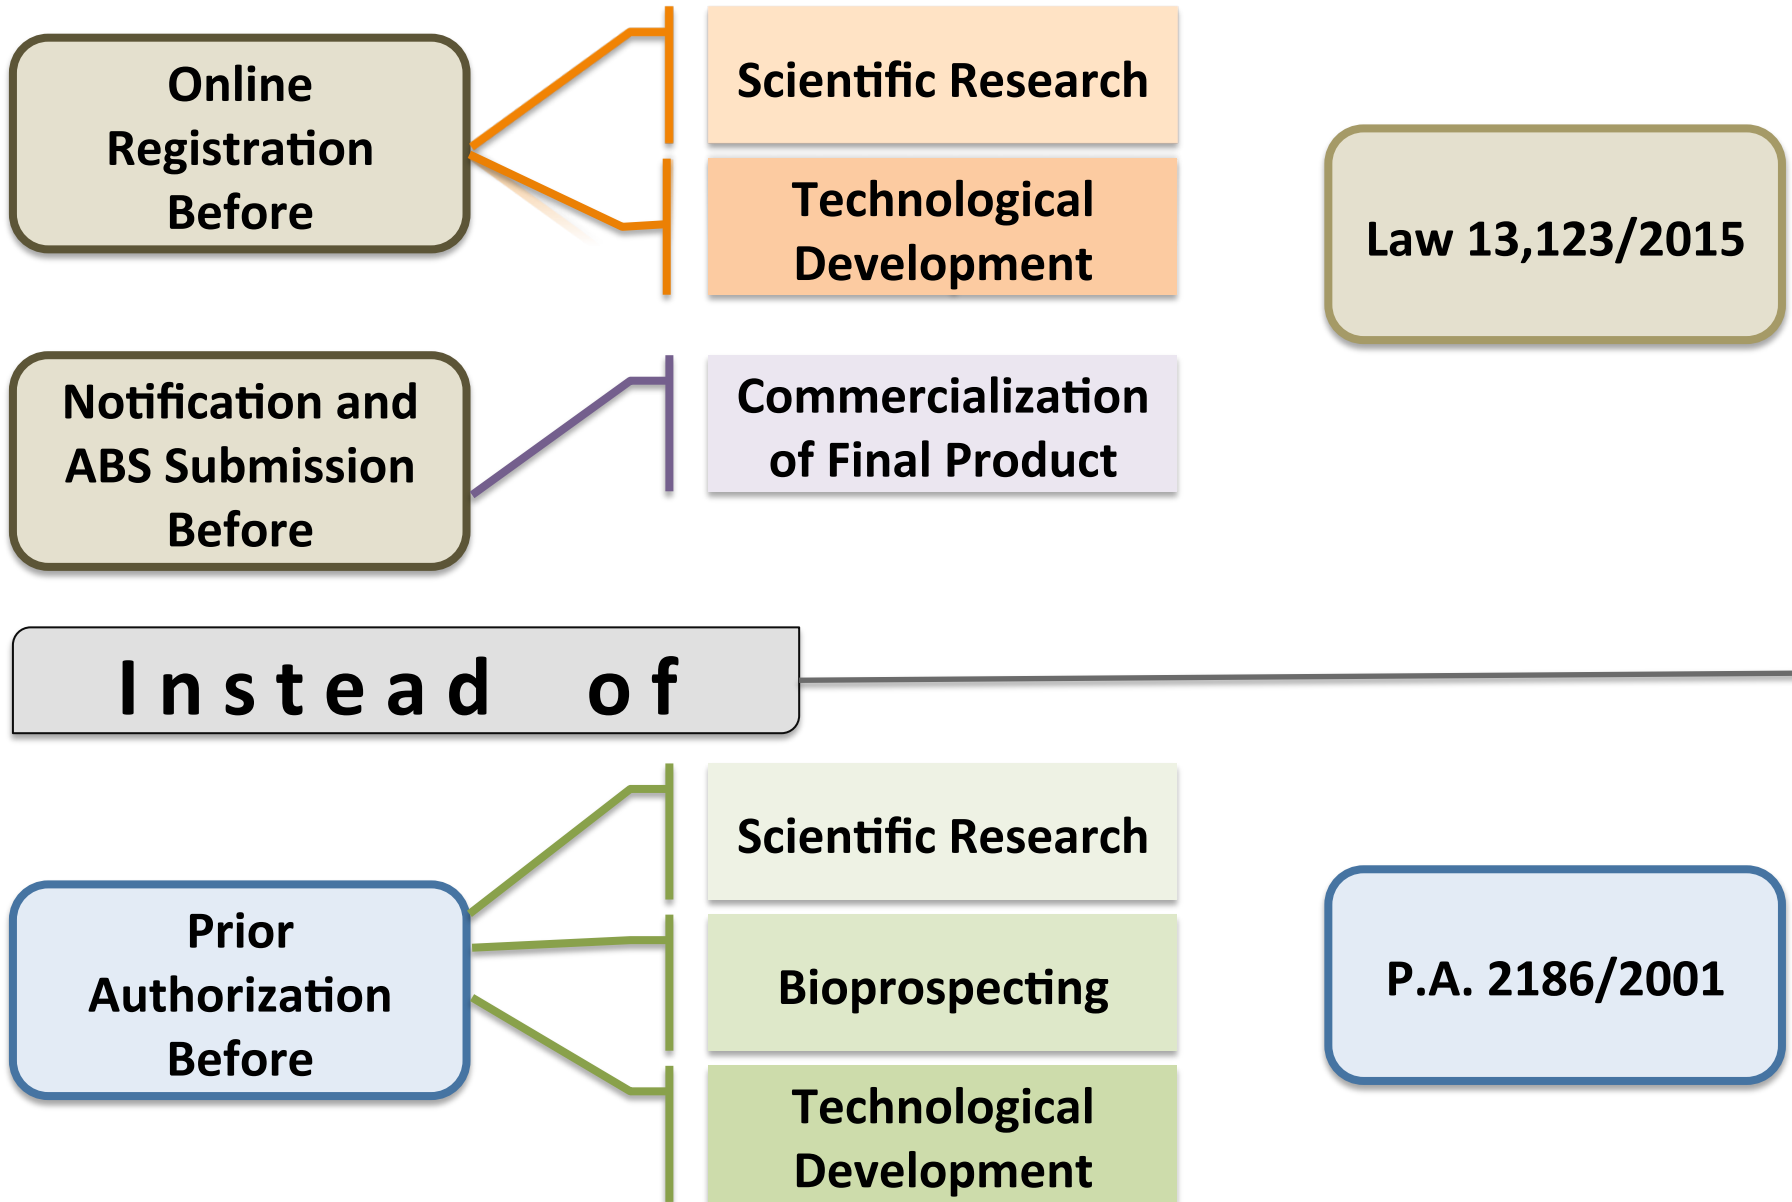 Online
Registration
Before
Scientific Research
Technological
Development
Law 13,123/2015
Notification and
ABS Submission
Before
Commercialization
of Final Product
Instead of
Prior
Authorization
Before
Scientific Research
Bioprospecting
Technological
Development
P.A. 2186/2001